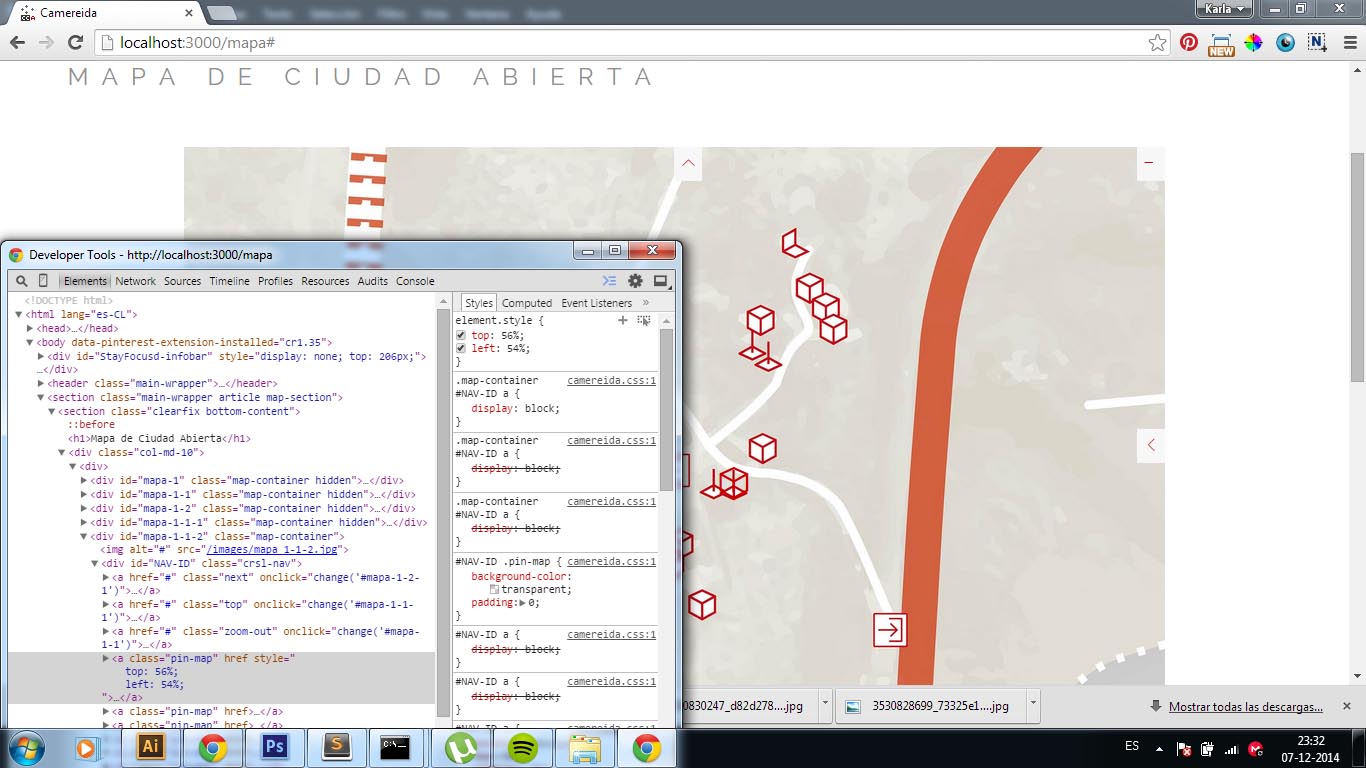 Camereida
Texto Selección Filtro Vista Ventana Ayuda
Karla
localhost:3000/mapa#
NEW
MAPA DE CIUDAD ABIERTA
Developer Tools - http://localhost:3000/mapa
Elements Network Sources Timeline Profiles Resources Audits Console
<!DOCTYPE html>
<html lang="es-CL">
<head>…</head>
<body data-pinterest-extension-installed="cr1.35">
<div id="StayFocusd-infobar" style="display: none; top: 206px;">
…</div>
<header class="main-wrapper">…</header>
<section class="main-wrapper article map-section">
<section class="clearfix bottom-content">
::before
<h1>Mapa de Ciudad Abierta</h1>
<div class="col-md-10">
<div>
<div id="mapa-1" class="map-container hidden">…</div>
<div id="mapa-1-1" class="map-container hidden">…</div>
<div id="mapa-1-2" class="map-container hidden">…</div>
<div id="mapa-1-1-1" class="map-container hidden">…</div>
<div id="mapa-1-1-2" class="map-container">
<img alt="#" src="/images/mapa 1-1-2.jpg">
<div id="NAV-ID" class="crsl-nav">
<a href="#" class="next" onclick="change('#mapa-1-2-
1')">…</a>
<a href="#" class="top" onclick="change('#mapa-1-1-
1')">…</a>
<a href="#" class="zoom-out" onclick="change('#mapa-
1-1')">…</a>
<a class="pin-map" href style="
top: 56%;
left: 54%;
">…</a>
<a class="pin-map" href>…</a>
<a class="pin-map" href>…</a>
Styles Computed Event Listeners »
element.style {
top: 56%;
left: 54%;
}
.map-container camereida.css:1
#NAV-ID a {
display: block;
}
.map-container camereida.css:1
#NAV-ID a {
display: block;
}
.map-container camereida.css:1
#NAV-ID a {
display: block;
}
#NAV-ID .pin-map { camereida.css:1
background-color:
transparent;
padding: 0;
}
#NAV-ID a { camereida.css:1
display: block;
}
#NAV-ID a { camereida.css:1
display: block;
}
0830247_d82d278....jpg
3530828699_73325e1....jpg
Mostrar todas las descargas...
Ai
Ps
S
C:\
ES
23:32
07-12-2014